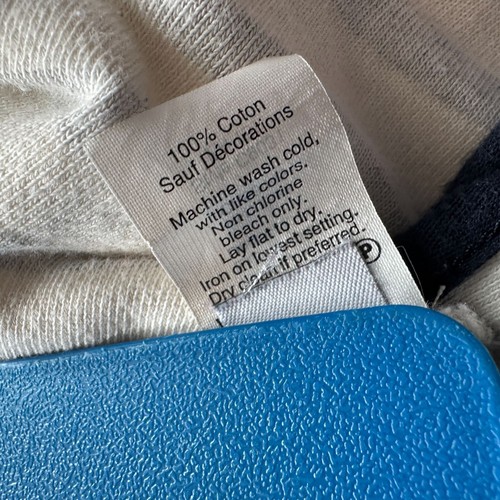 100% Coton
Sauf Décorations
Machine wash cold,
with like colors.
Non chlorine
bleach only.
Lay flat to dry.
Iron on lowest setting.
Dry clean if preferred.
P